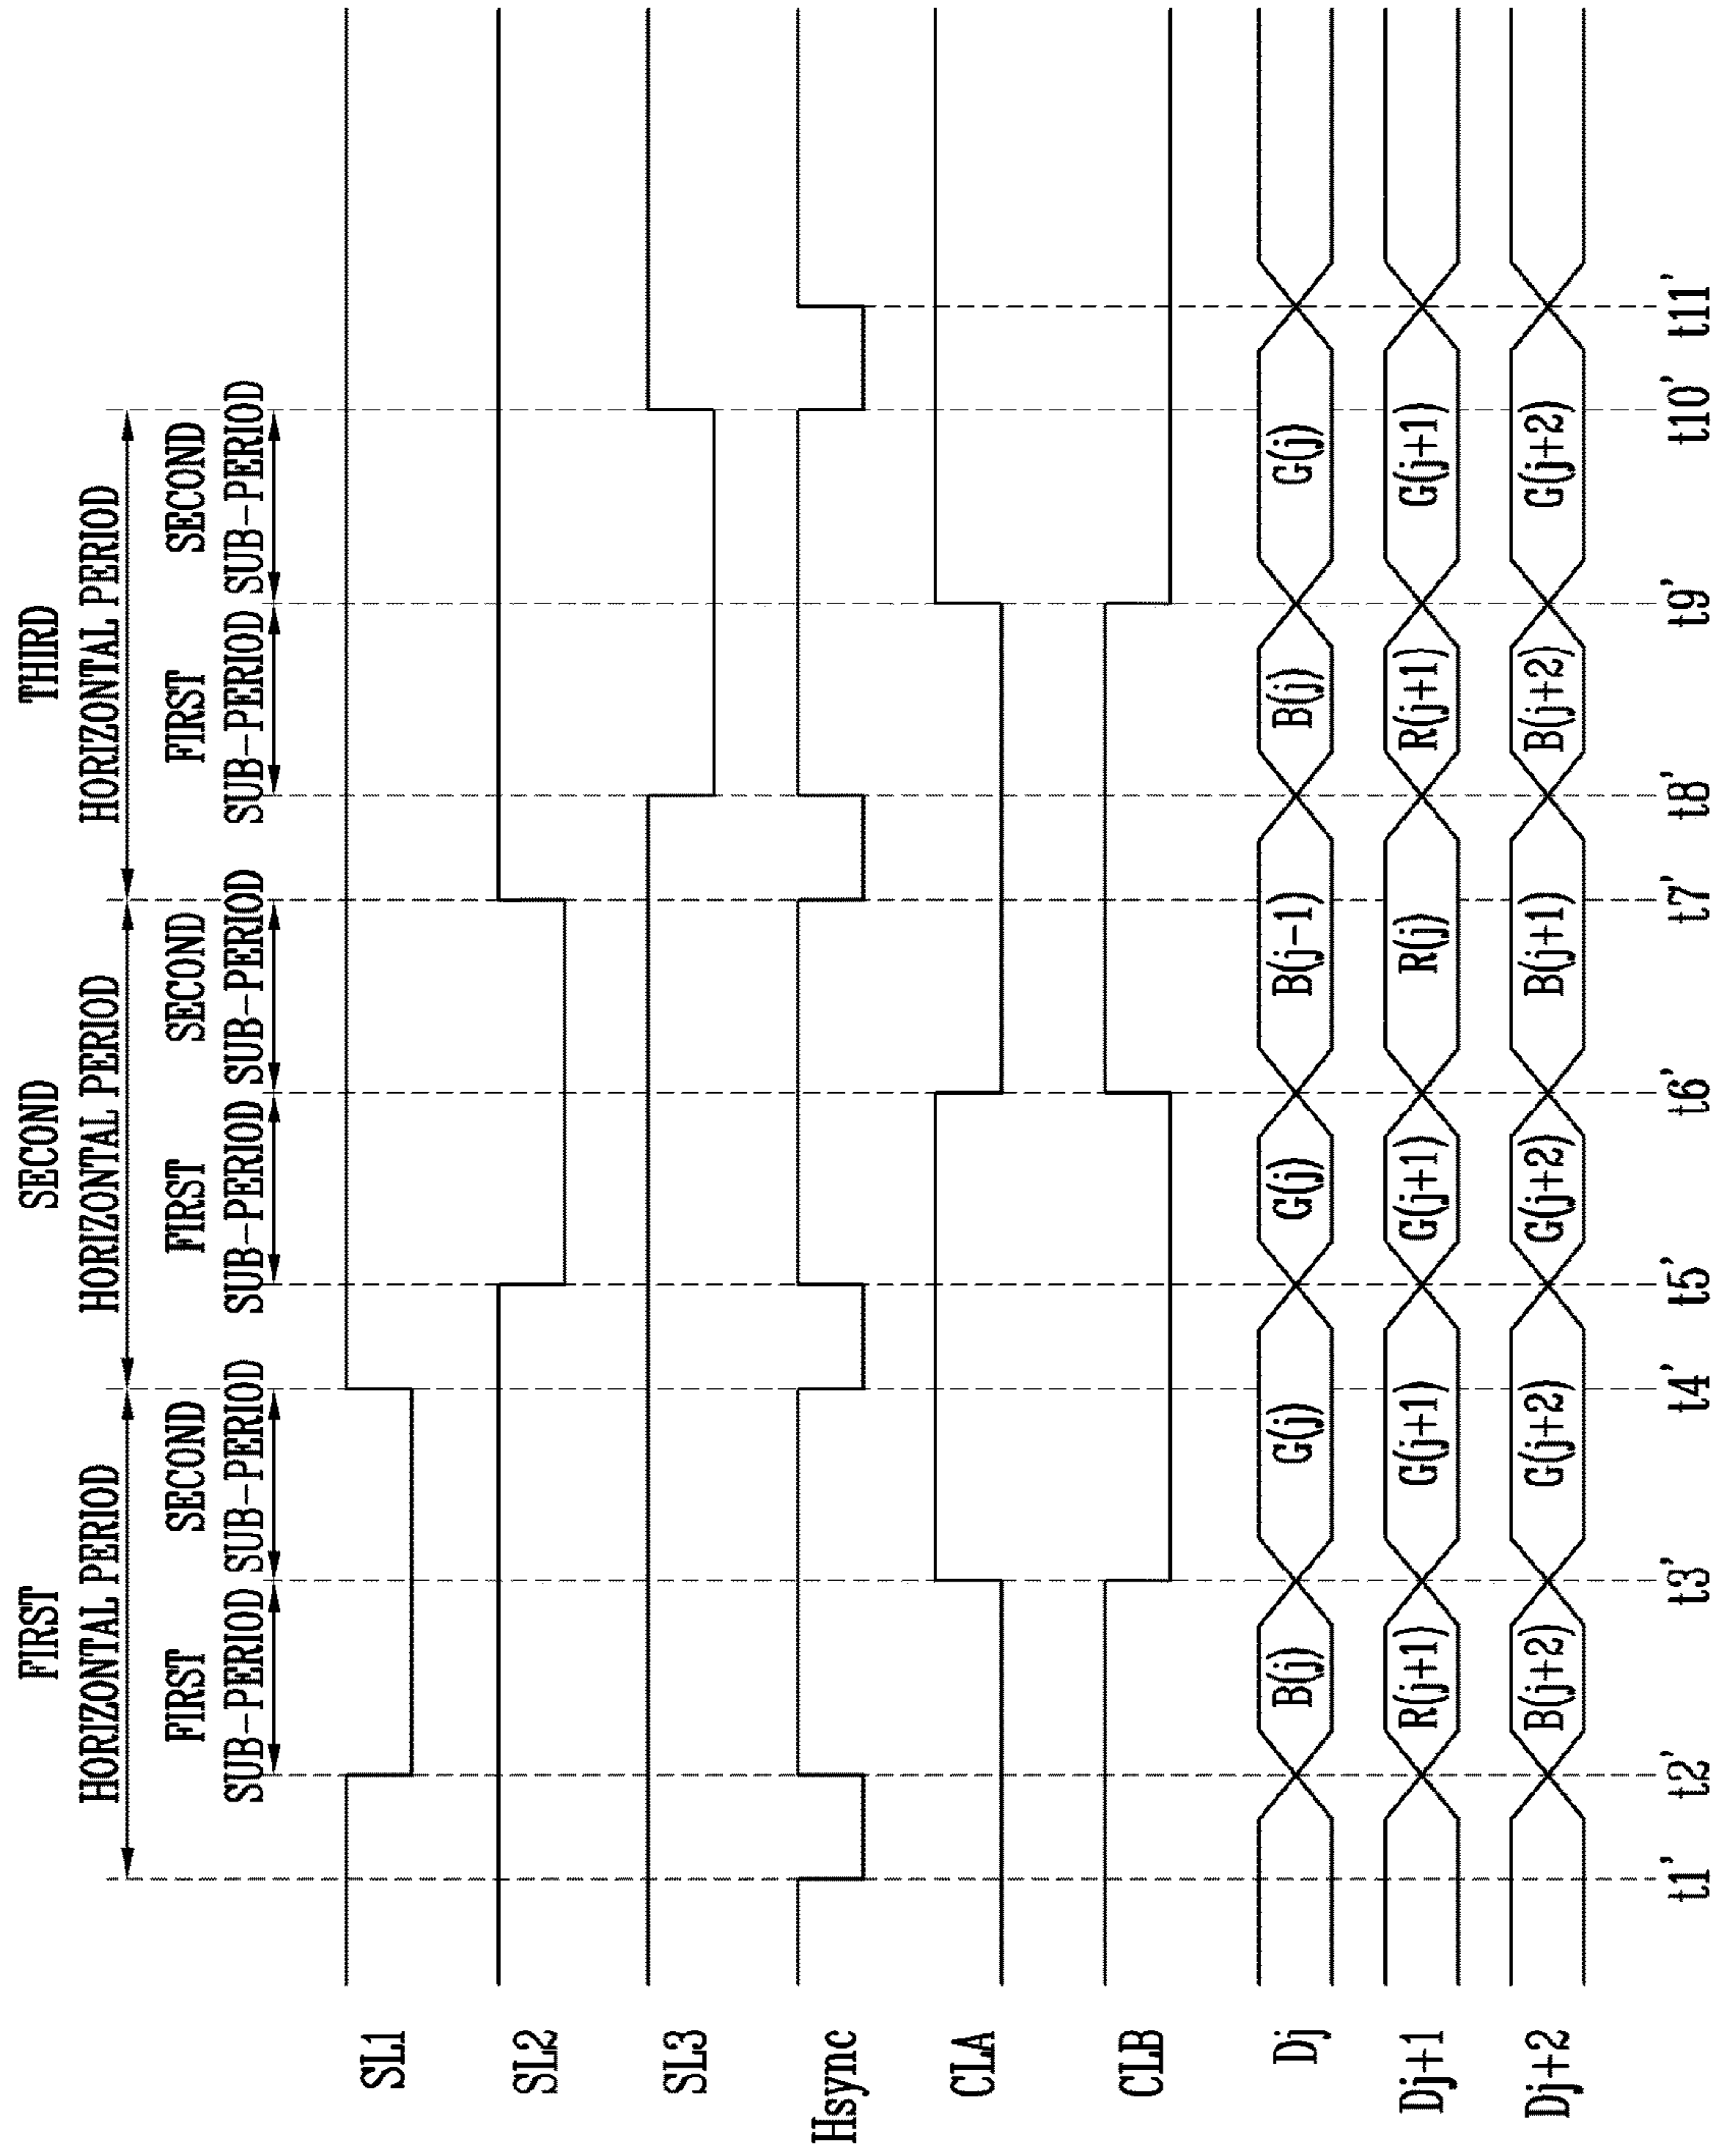 FIRST
HORIZONTAL PERIOD
SECOND
HORIZONTAL PERIOD
THIRD
HORIZONTAL PERIOD
FIRST
SUB-PERIOD
SECOND
SUB-PERIOD
FIRST
SUB-PERIOD
SECOND
SUB-PERIOD
FIRST
SUB-PERIOD
SECOND
SUB-PERIOD
SL1
SL2
SL3
Hsync
CLA
CLB
Dj B(j) G(j) G(j) B(j-1) B(j) G(j)
Dj+1 R(j+1) G(j+1) G(j+1) R(j) R(j+1) G(j+1)
Dj+2 B(j+2) G(j+2) G(j+2) B(j+1) B(j+2) G(j+2)
t1' t2' t3' t4' t5' t6' t7' t8' t9' t10' t11'